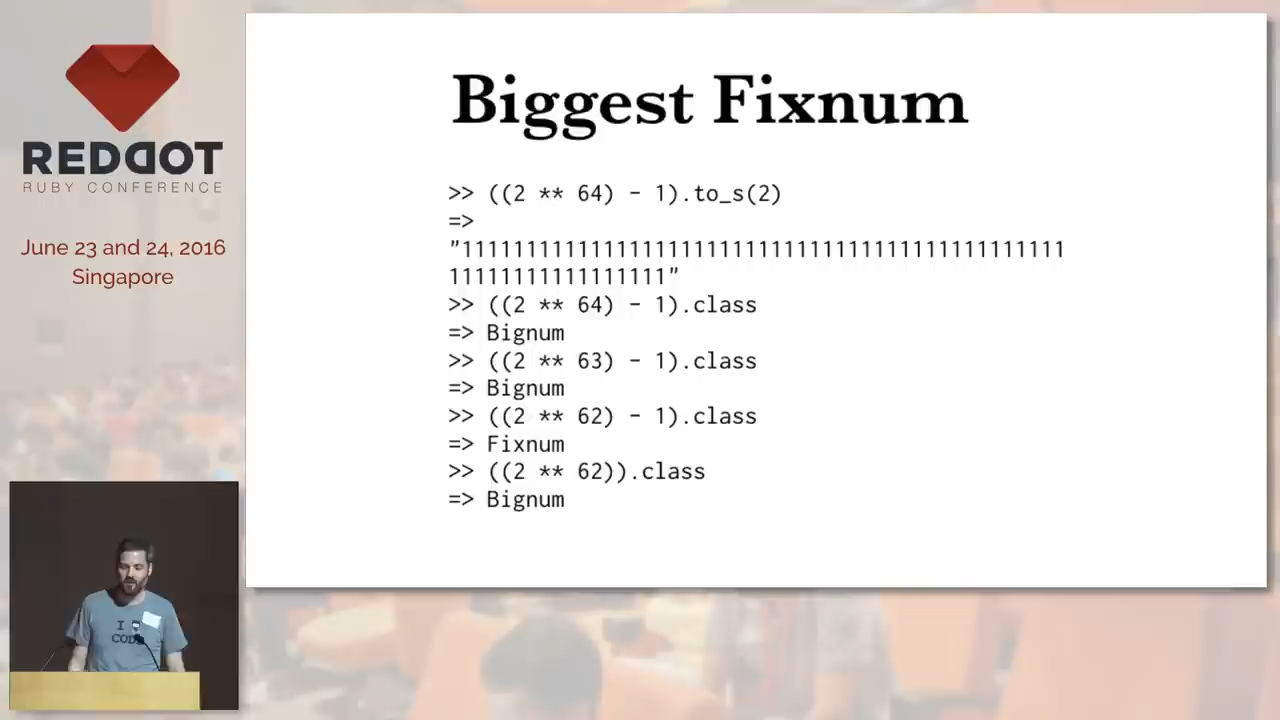 REDDOT
RUBY CONFERENCE
June 23 and 24, 2016
Singapore
Biggest Fixnum
>> ((2 ** 64) - 1).to_s(2)
=>
"11111111111111111111111111111111111111111111111
11111111111111111"
>> ((2 ** 64) - 1).class
=> Bignum
>> ((2 ** 63) - 1).class
=> Bignum
>> ((2 ** 62) - 1).class
=> Fixnum
>> ((2 ** 62)).class
=> Bignum
I